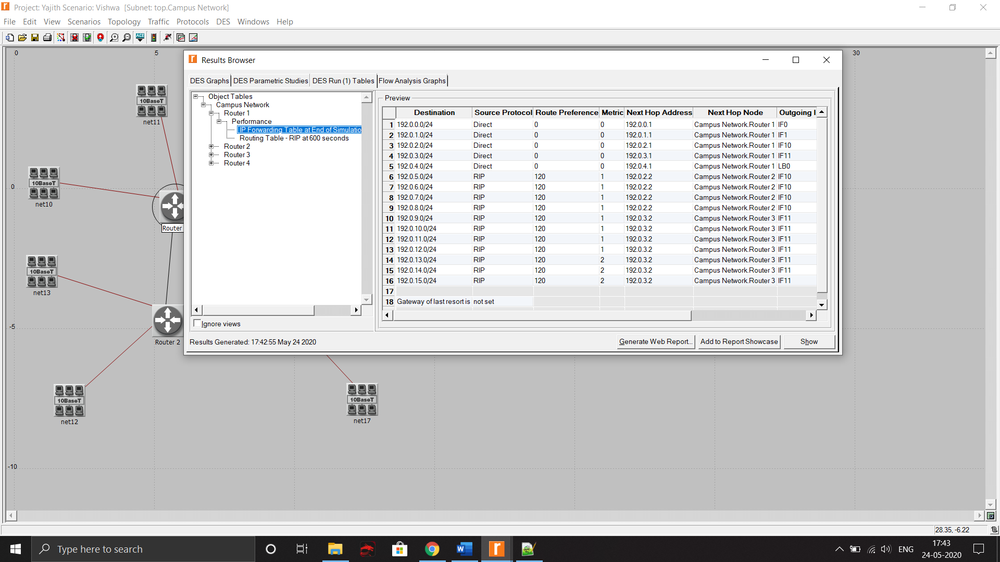 Project: Yajith Scenario: Vishwa  [Subnet: top.Campus Network]
File Edit View Scenarios Topology Traffic Protocols DES Windows Help
ACE
0 5 30
Results Browser
DES Graphs DES Parametric Studies DES Run (1) Tables Flow Analysis Graphs
Object Tables
Campus Network
Router 1
Performance
IP Forwarding Table at End of Simulatio
Routing Table - RIP at 600 seconds
Router 2
Router 3
Router 4
Ignore views
Preview
Destination Source Protocol Route Preference Metric Next Hop Address Next Hop Node Outgoing I
1 192.0.0.0/24 Direct 0 0 192.0.0.1 Campus Network.Router 1 IF0
2 192.0.1.0/24 Direct 0 0 192.0.1.1 Campus Network.Router 1 IF1
3 192.0.2.0/24 Direct 0 0 192.0.2.1 Campus Network.Router 1 IF10
4 192.0.3.0/24 Direct 0 0 192.0.3.1 Campus Network.Router 1 IF11
5 192.0.4.0/24 Direct 0 0 192.0.4.1 Campus Network.Router 1 LB0
6 192.0.5.0/24 RIP 120 1 192.0.2.2 Campus Network.Router 2 IF10
7 192.0.6.0/24 RIP 120 1 192.0.2.2 Campus Network.Router 2 IF10
8 192.0.7.0/24 RIP 120 1 192.0.2.2 Campus Network.Router 2 IF10
9 192.0.8.0/24 RIP 120 1 192.0.2.2 Campus Network.Router 2 IF10
10 192.0.9.0/24 RIP 120 1 192.0.3.2 Campus Network.Router 3 IF11
11 192.0.10.0/24 RIP 120 1 192.0.3.2 Campus Network.Router 3 IF11
12 192.0.11.0/24 RIP 120 1 192.0.3.2 Campus Network.Router 3 IF11
13 192.0.12.0/24 RIP 120 1 192.0.3.2 Campus Network.Router 3 IF11
14 192.0.13.0/24 RIP 120 2 192.0.3.2 Campus Network.Router 3 IF11
15 192.0.14.0/24 RIP 120 2 192.0.3.2 Campus Network.Router 3 IF11
16 192.0.15.0/24 RIP 120 2 192.0.3.2 Campus Network.Router 3 IF11
17
18 Gateway of last resort is not set
Results Generated: 17:42:55 May 24 2020
Generate Web Report... Add to Report Showcase Show
10BaseT
net11
10BaseT
net10
0
Router
10BaseT
net13
-5
Router 2
10BaseT
net12
10BaseT
net17
-10
28.35, -6.22
Type here to search
ENG
17:43
24-05-2020